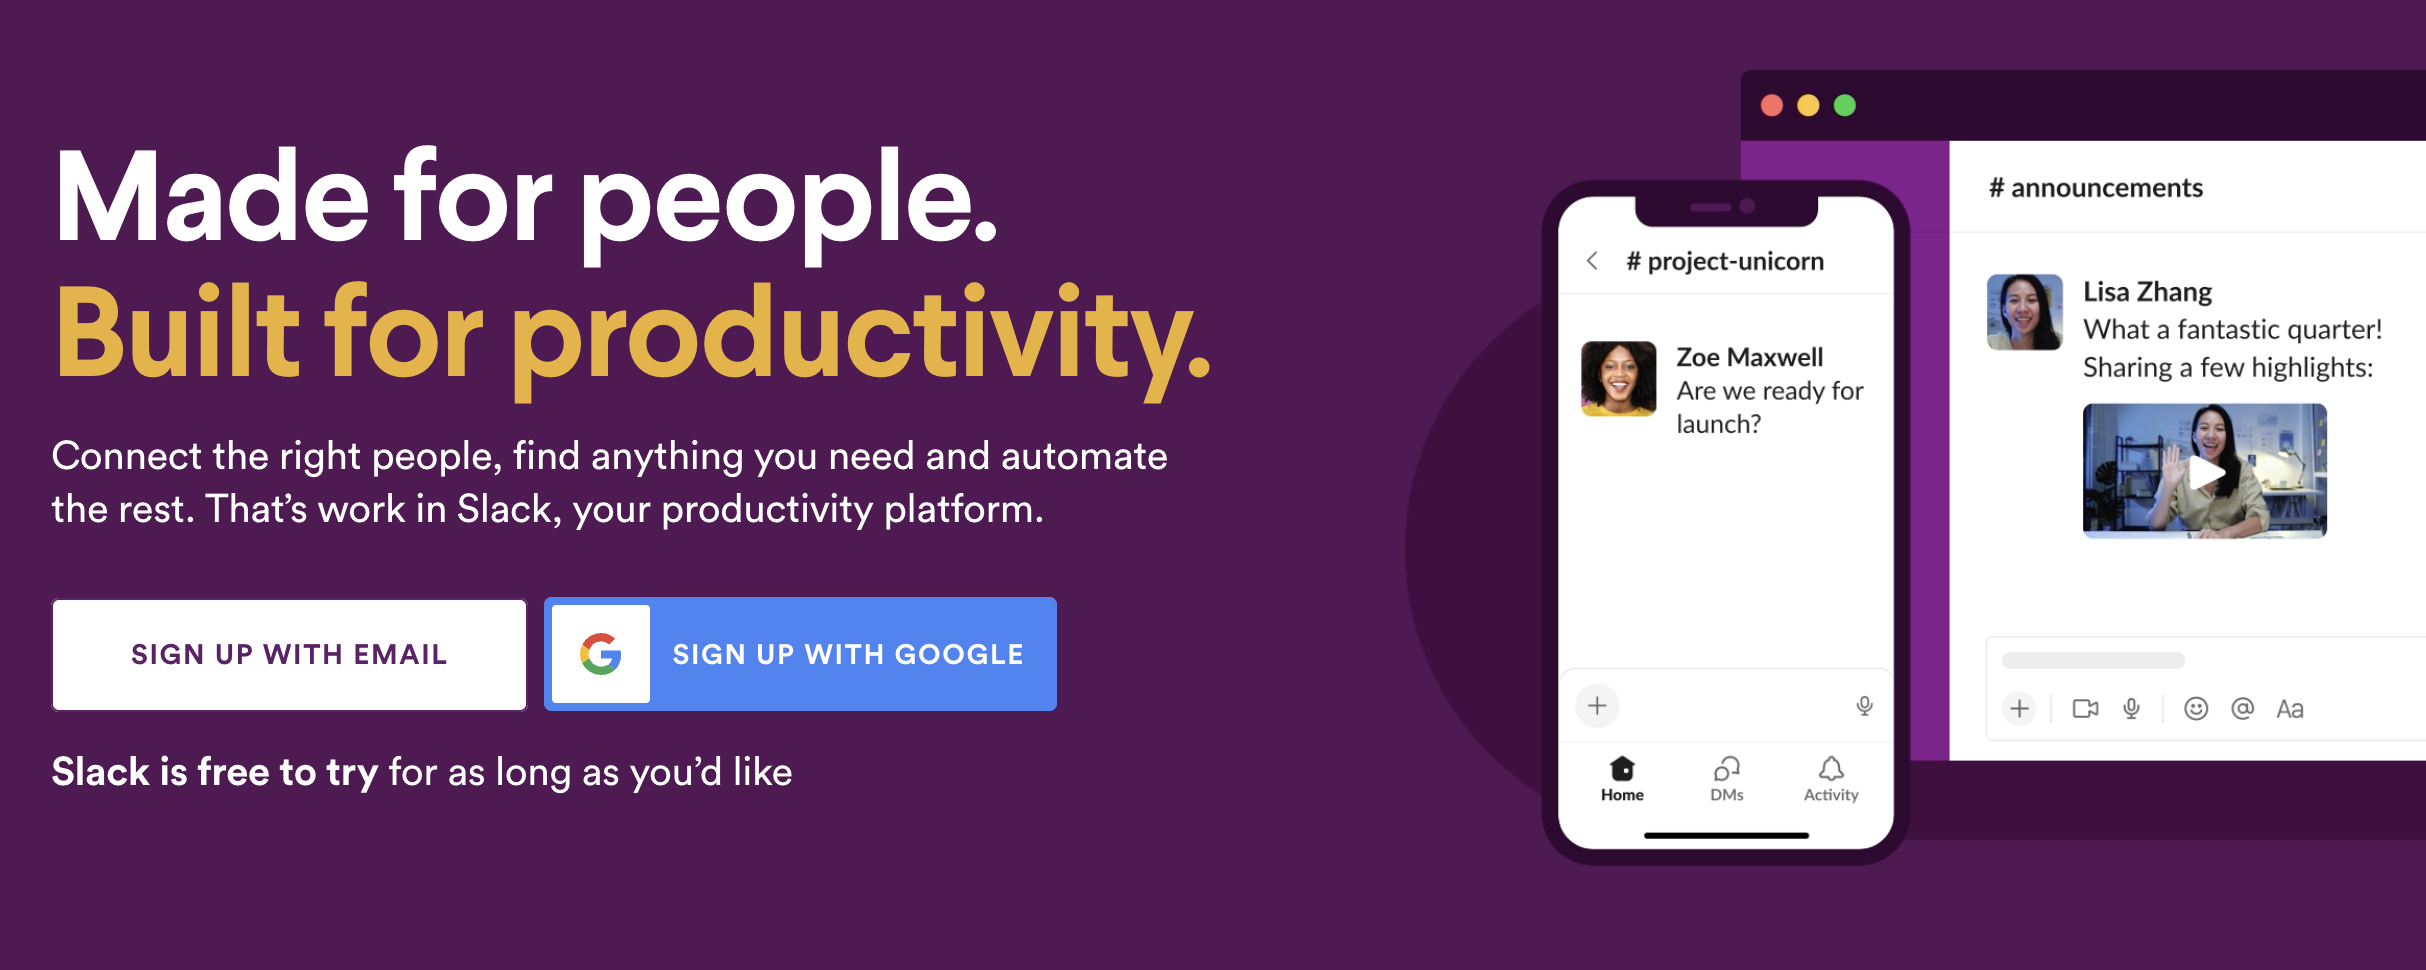 Made for people.
Built for productivity.
Connect the right people, find anything you need and automate
the rest. That’s work in Slack, your productivity platform.
SIGN UP WITH EMAIL
G SIGN UP WITH GOOGLE
Slack is free to try for as long as you’d like
# project-unicorn
Zoe Maxwell
Are we ready for
launch?
Home DMs Activity
# announcements
Lisa Zhang
What a fantastic quarter!
Sharing a few highlights:
@ Aa